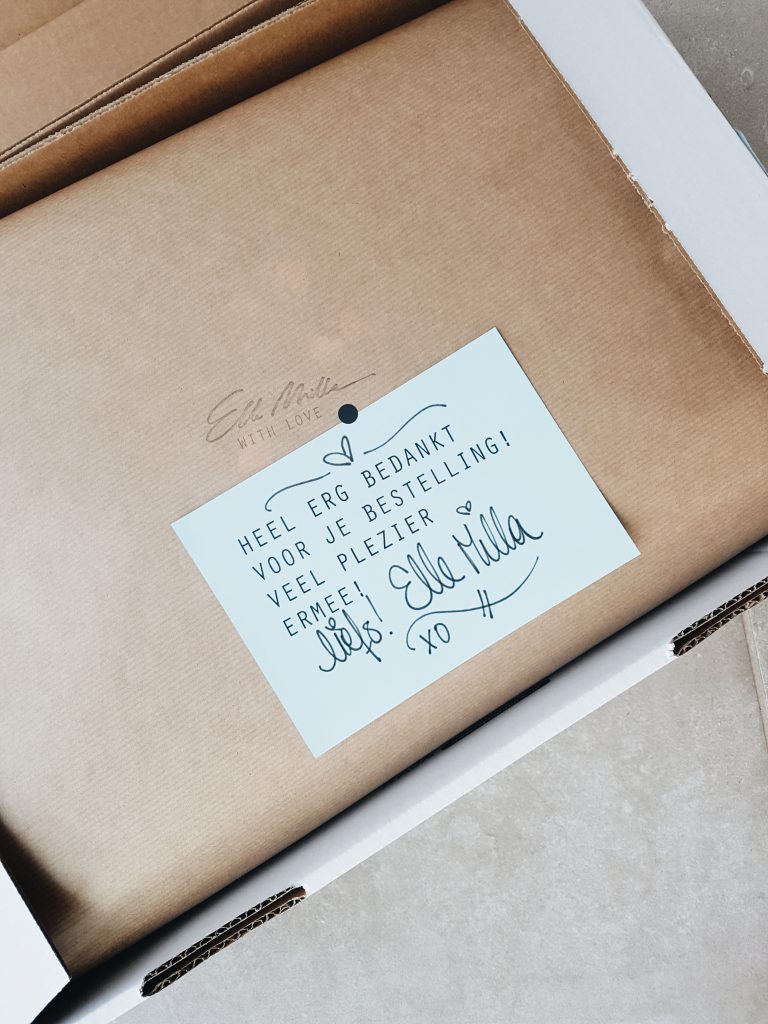 Elle Milla
WITH LOVE
HEEL ERG BEDANKT
VOOR JE BESTELLING!
VEEL PLEZIER
ERMEE!
liefs! Elle Milla
XO